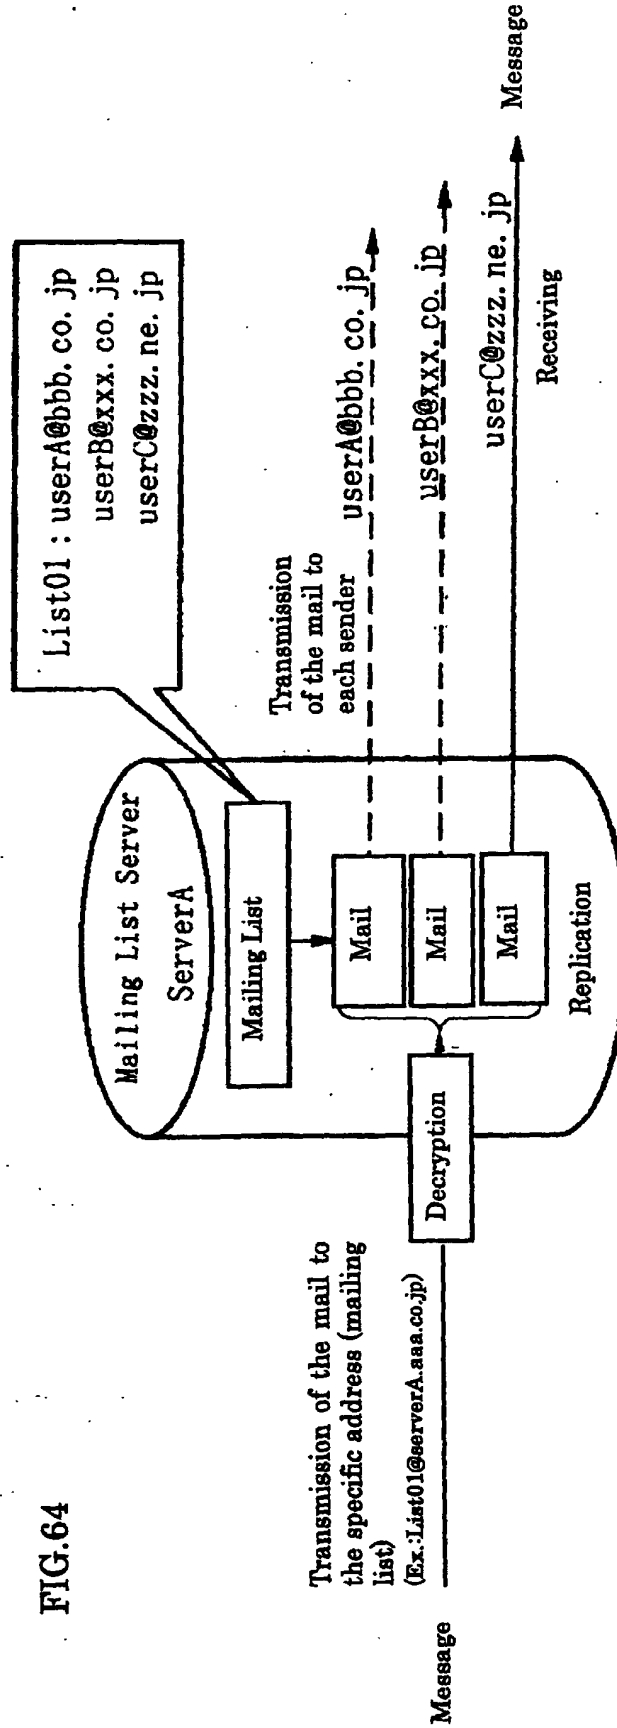 FIG.64
Message
Transmission of the mail to
the specific address (mailing
list)
(Ex.:List01@serverA.aaa.co.jp)
Decryption
Mailing List Server
ServerA
Mailing List
Mail
Mail
Mail
Replication
List01 : userA@bbb.co.jp
userB@xxx.co.jp
userC@zzz.ne.jp
Transmission
of the mail to
each sender
userA@bbb.co.jp
userB@xxx.co.jp
userC@zzz.ne.jp
Receiving
Message